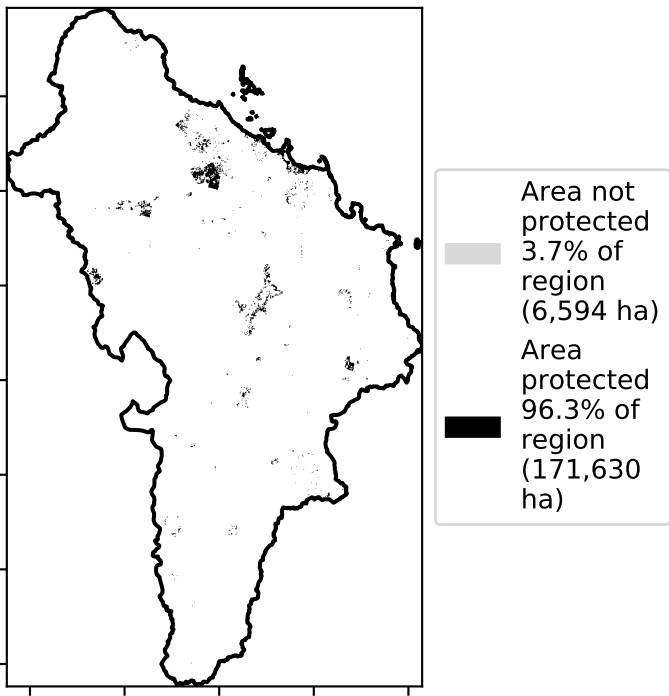 Area not
protected
3.7% of
region
(6,594 ha)
Area
protected
96.3% of
region
(171,630
ha)